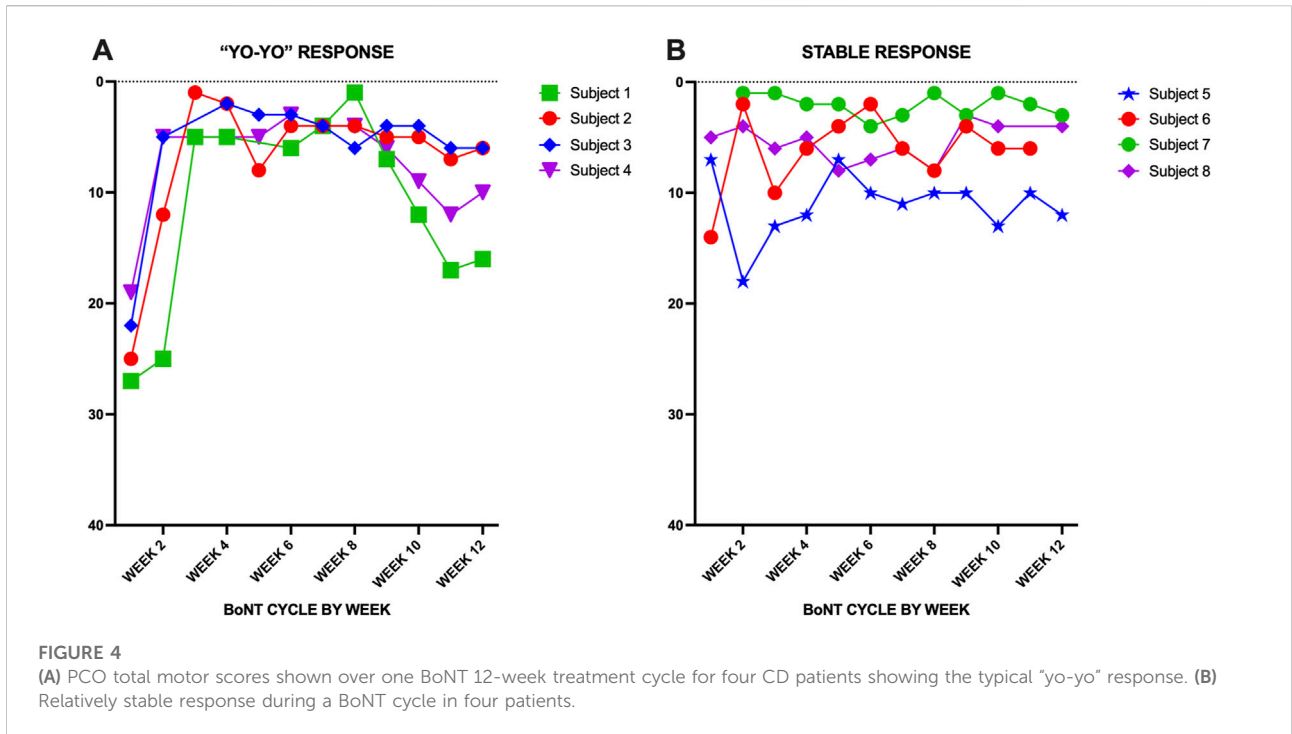 A
"YO-YO" RESPONSE
0
10
20
30
40
WEEK 2
WEEK 4
WEEK 6
WEEK 8
WEEK 10
WEEK 12
BoNT CYCLE BY WEEK
Subject 1
Subject 2
Subject 3
Subject 4
B
STABLE RESPONSE
0
10
20
30
40
WEEK 2
WEEK 4
WEEK 6
WEEK 8
WEEK 10
WEEK 12
BoNT CYCLE BY WEEK
Subject 5
Subject 6
Subject 7
Subject 8
FIGURE 4
(A) PCO total motor scores shown over one BoNT 12-week treatment cycle for four CD patients showing the typical "yo-yo" response. (B)
Relatively stable response during a BoNT cycle in four patients.